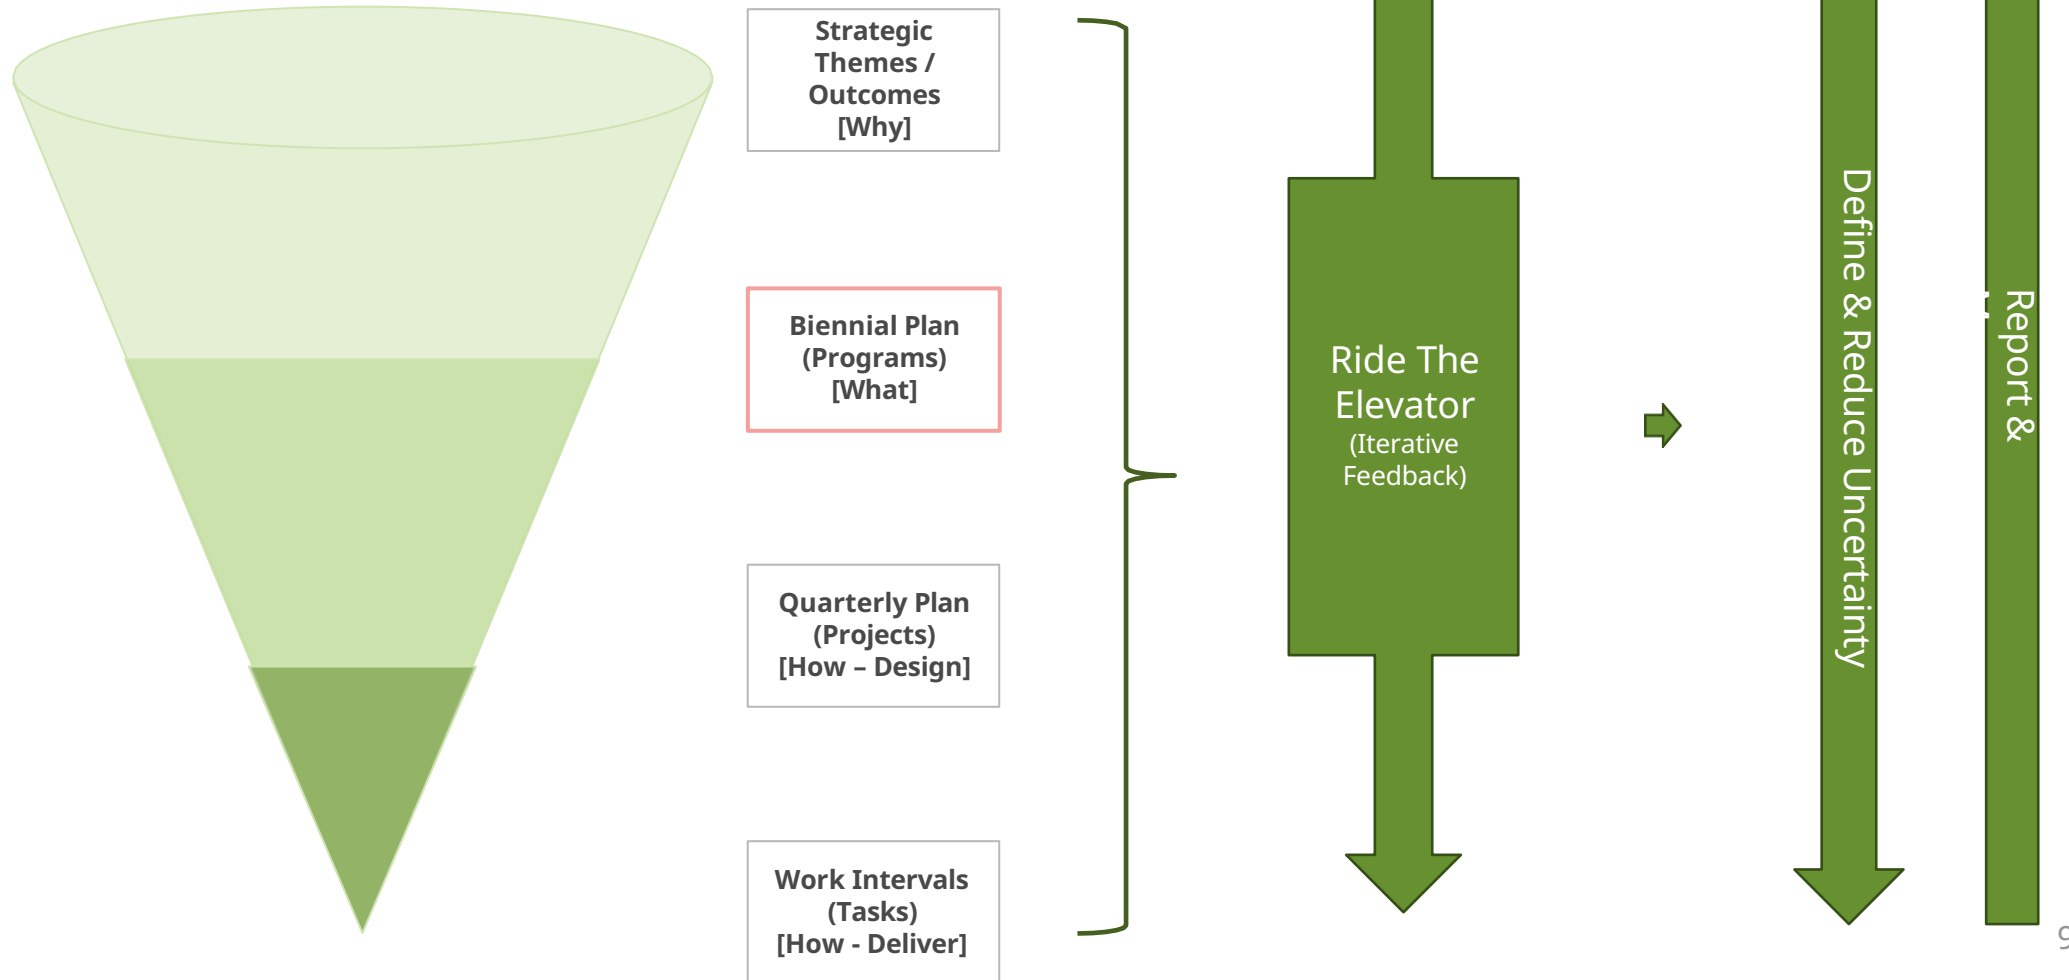 Strategic
Themes /
Outcomes
[Why]
Biennial Plan
(Programs)
[What]
Quarterly Plan
(Projects)
[How – Design]
Work Intervals
(Tasks)
[How - Deliver]
Ride The
Elevator
(Iterative
Feedback)
Define & Reduce Uncertainty
Report &
9